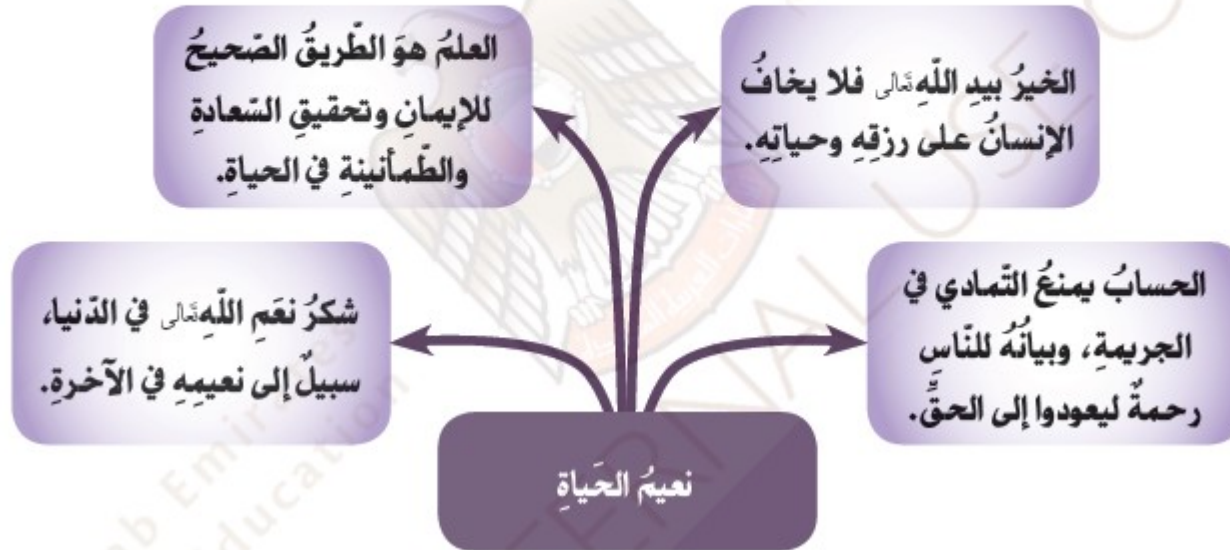 الخيرُ بيدِ اللّهِ تَعَالَى فلا يخافُ
الإنسانُ على رزقِهِ وحياتِهِ.
العلمُ هوَ الطّريقُ الصّحيحُ
للإيمانِ وتحقيقِ السّعادةِ
والطّمأنينةِ في الحياةِ.
الحسابُ يمنعُ التّمادي في
الجريمةِ، وبيانُهُ للنّاسِ
رحمةٌ ليعودوا إلى الحقِّ.
شكرُ نعَمِ اللّهِ تَعَالَى في الدّنيا،
سبيلٌ إلى نعيمِهِ في الآخرةِ.
نعيمُ الحَياةِ